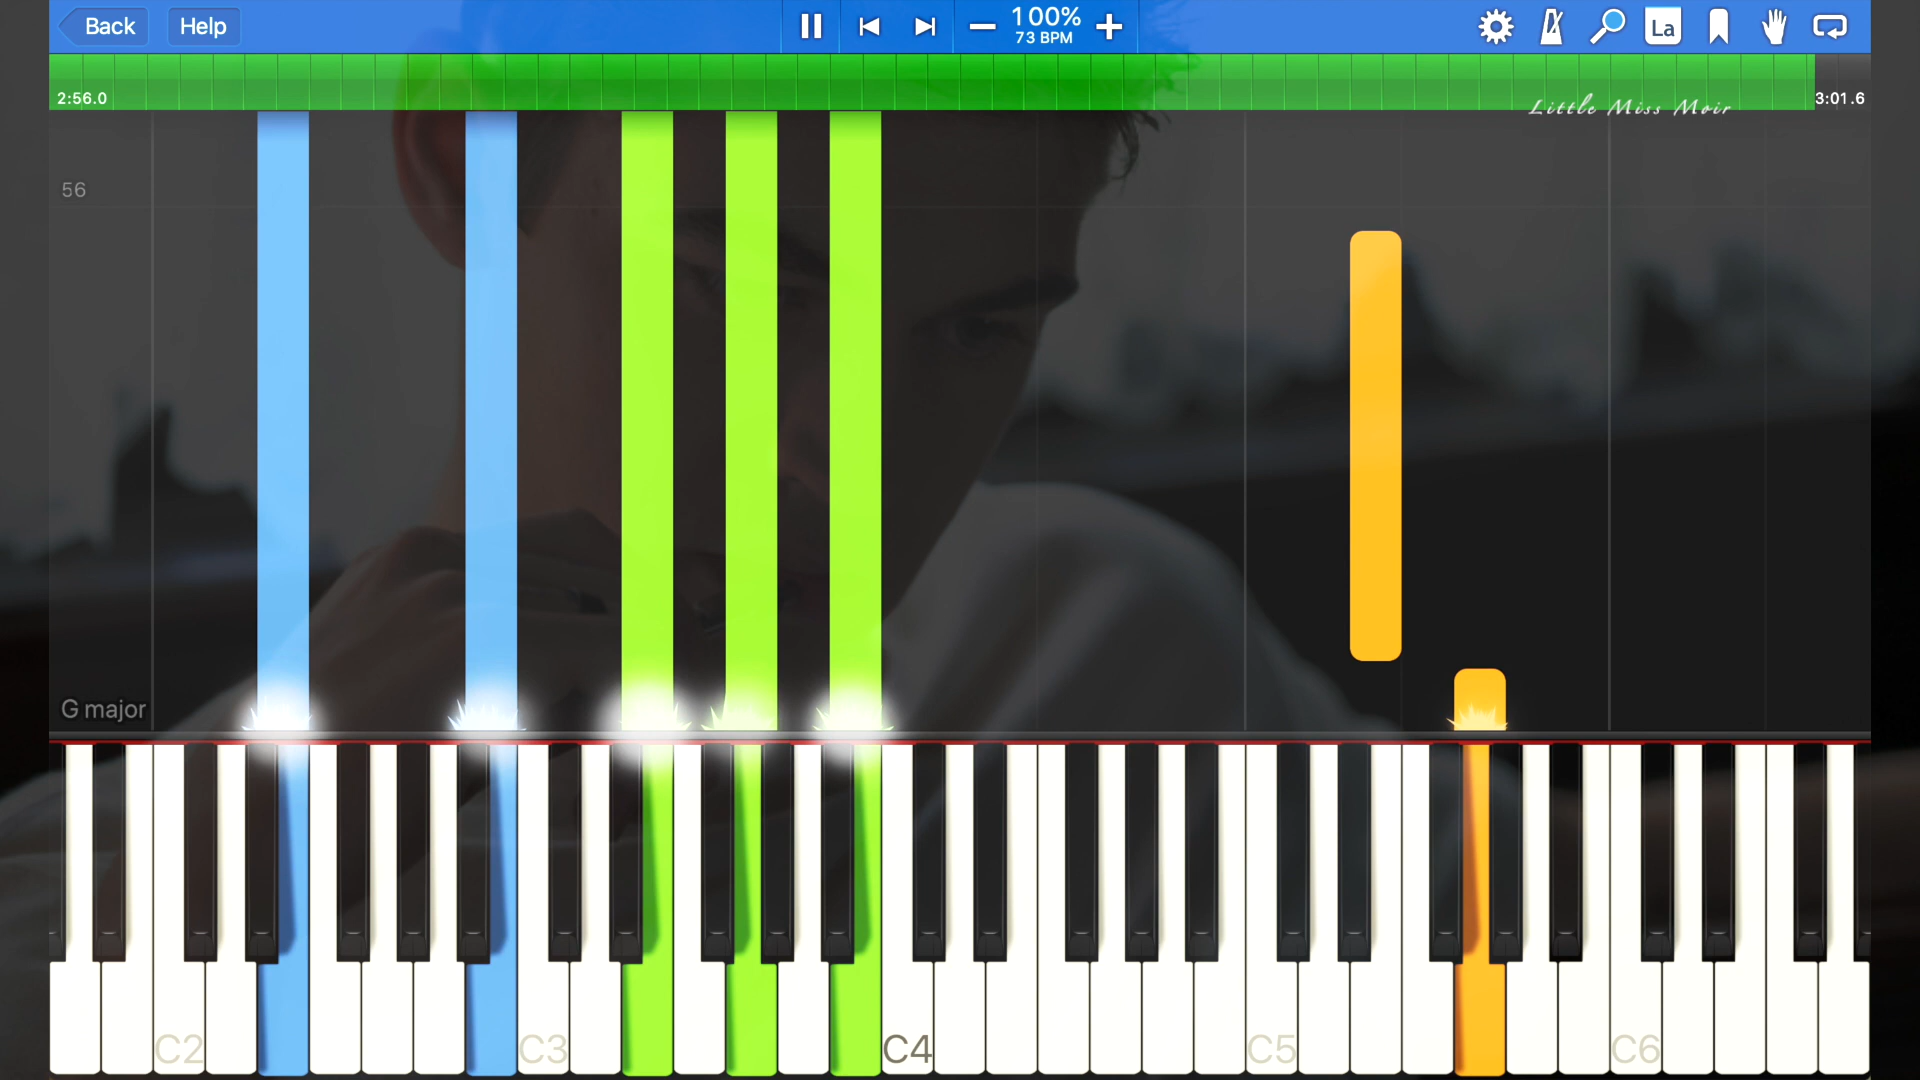 Back
Help
100%
73 BPM
La
2:56.0
3:01.6
Little Miss Moir
56
G major
C2
C3
C4
C5
C6